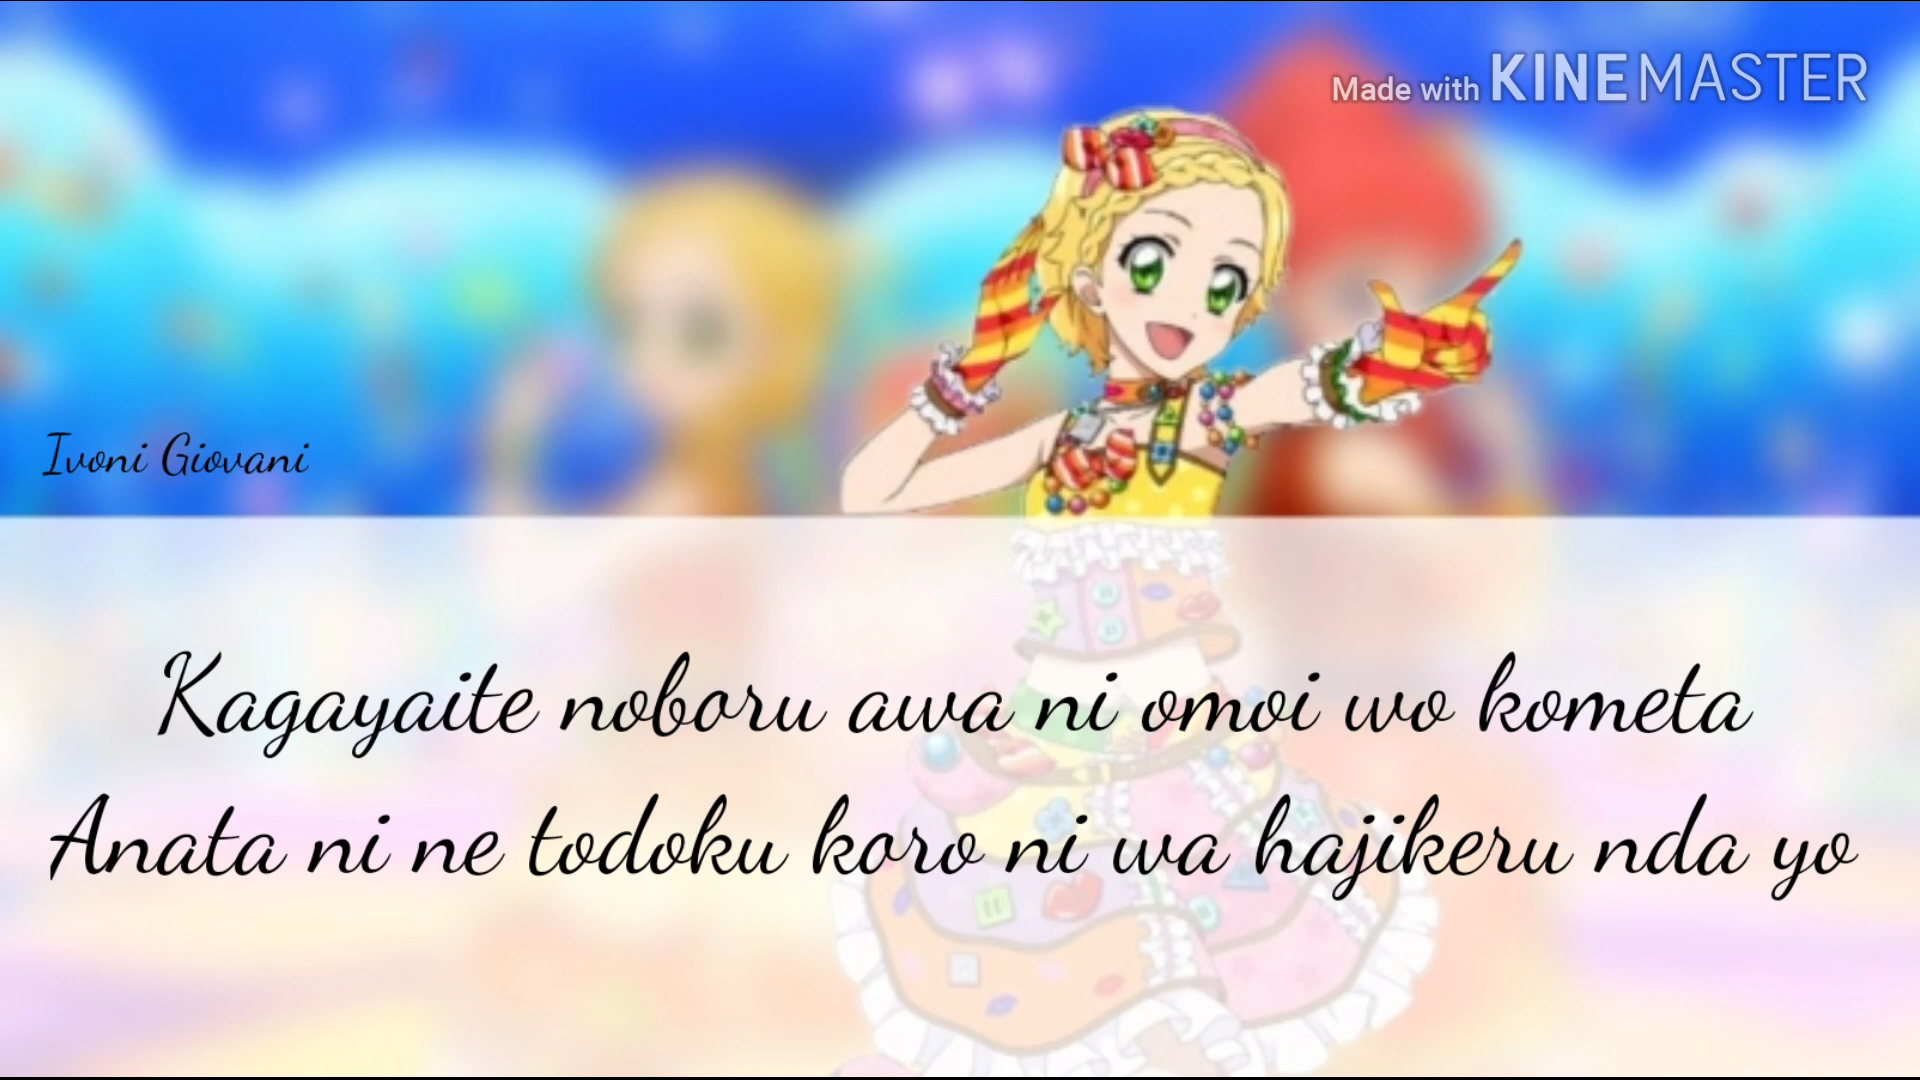 Made with KINEMASTER
Ivoni Giovani
Kagayaite noboru awa ni omoi wo kometa
Anata ni ne todoku koro ni wa hajikeru nda yo